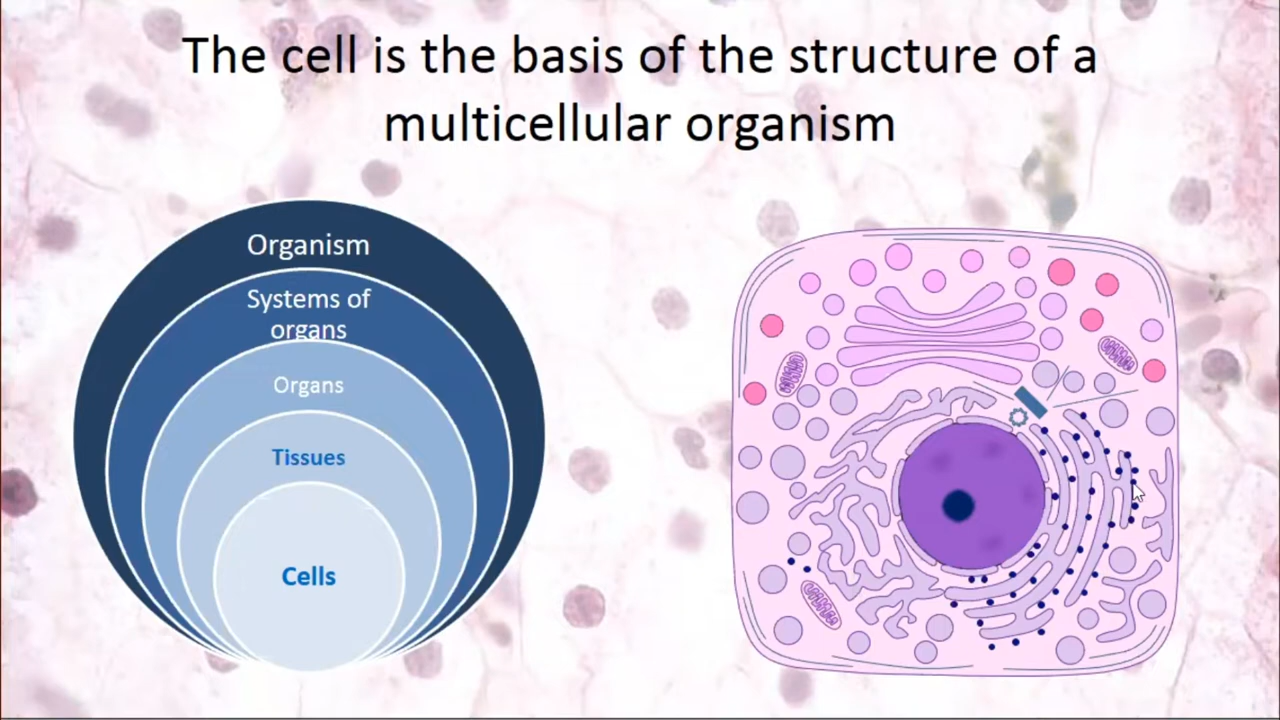 The cell is the basis of the structure of a
multicellular organism
Organism
Systems of
organs
Organs
Tissues
Cells